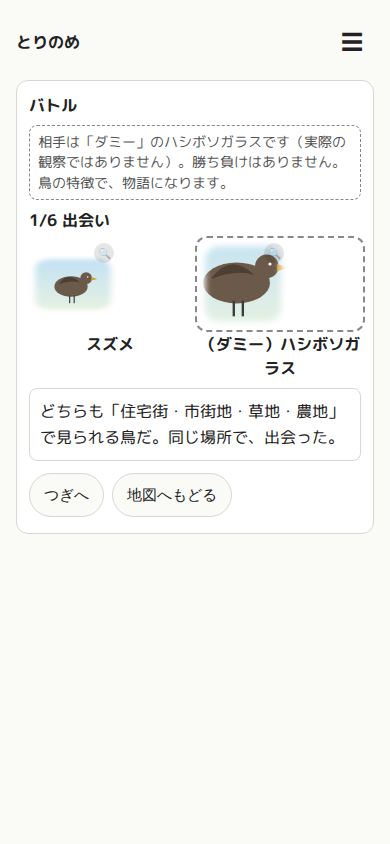 とりのめ
バトル
相手は「ダミー」のハシボソガラスです（実際の
観察ではありません）。勝ち負けはありません。
鳥の特徴で、物語になります。
1/6 出会い
スズメ
（ダミー）ハシボソガ
ラス
どちらも「住宅街・市街地・草地・農地」
で見られる鳥だ。同じ場所で、出会った。
つぎへ
地図へもどる